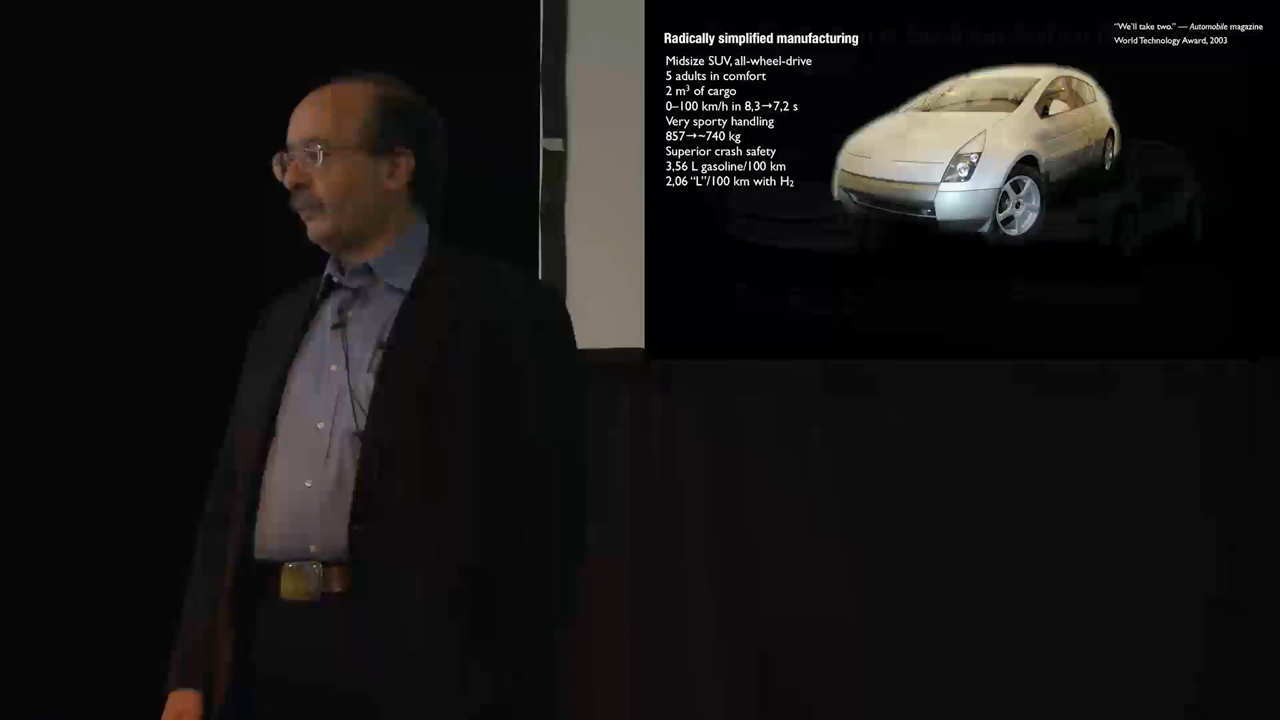 Radically simplified manufacturing
Midsize SUV, all-wheel-drive
5 adults in comfort
2 m³ of cargo
0–100 km/h in 8,3→7,2 s
Very sporty handling
857→~740 kg
Superior crash safety
3,56 L gasoline/100 km
2,06 “L”/100 km with H₂
“We’ll take two.” — Automobile magazine
World Technology Award, 2003